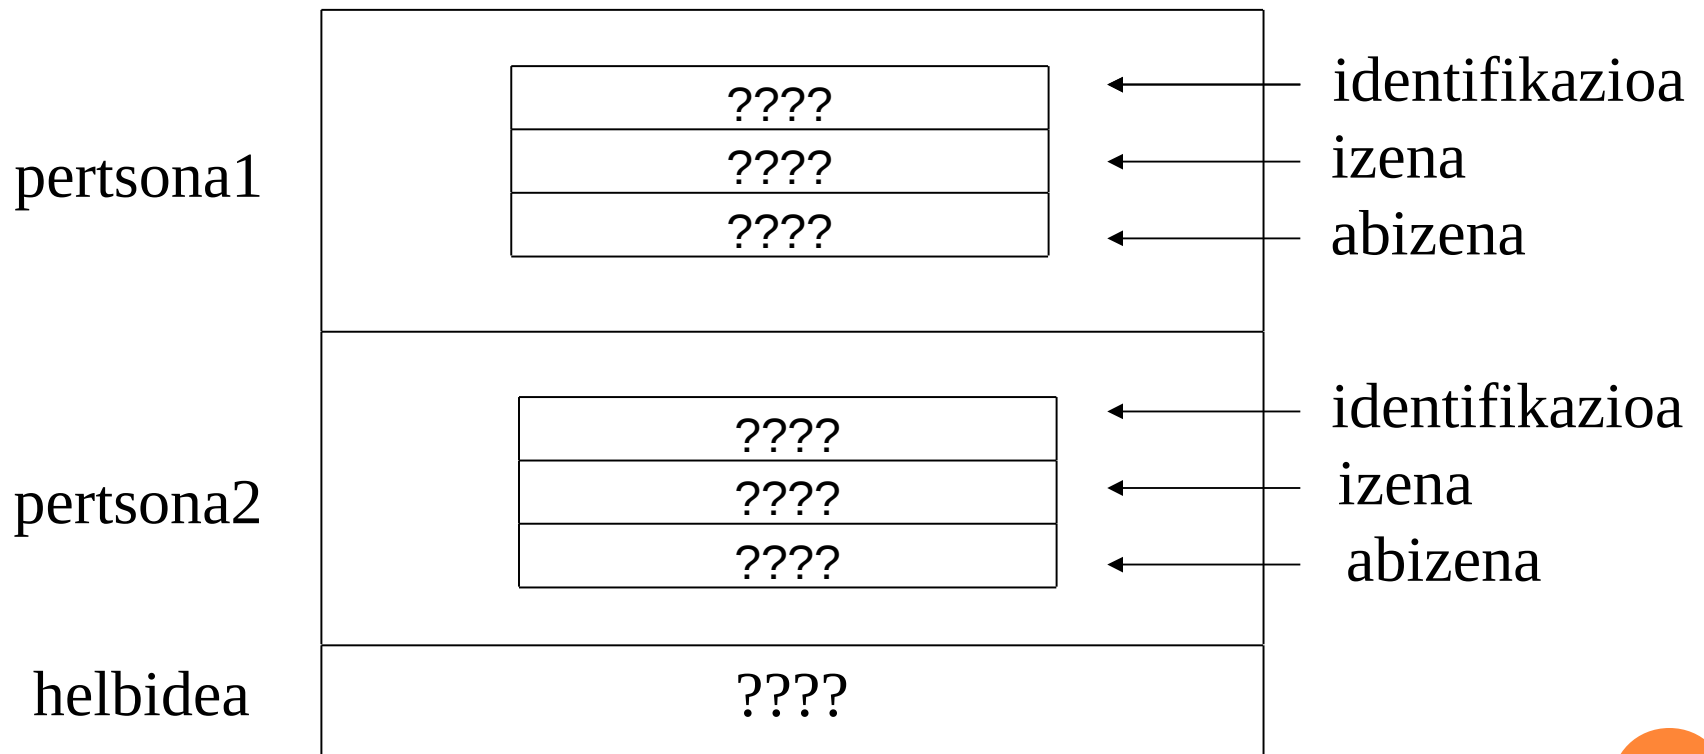 ???? identifikazioa
???? izena
pertsona1
???? abizena
???? identifikazioa
???? izena
pertsona2
???? abizena
helbidea ????